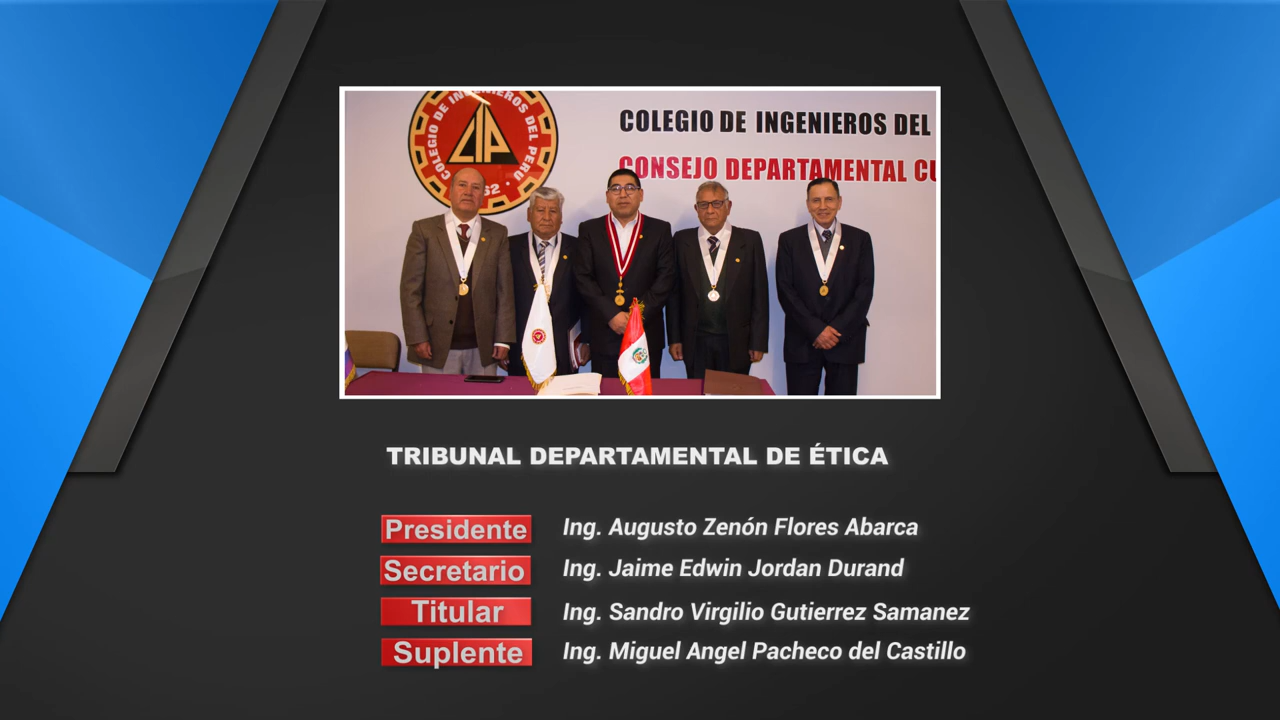 COLEGIO DE INGENIEROS DEL PERU
CIP
62
COLEGIO DE INGENIEROS DEL
CONSEJO DEPARTAMENTAL CU
TRIBUNAL DEPARTAMENTAL DE ÉTICA
Presidente Ing. Augusto Zenón Flores Abarca
Secretario Ing. Jaime Edwin Jordan Durand
Titular Ing. Sandro Virgilio Gutierrez Samanez
Suplente Ing. Miguel Angel Pacheco del Castillo